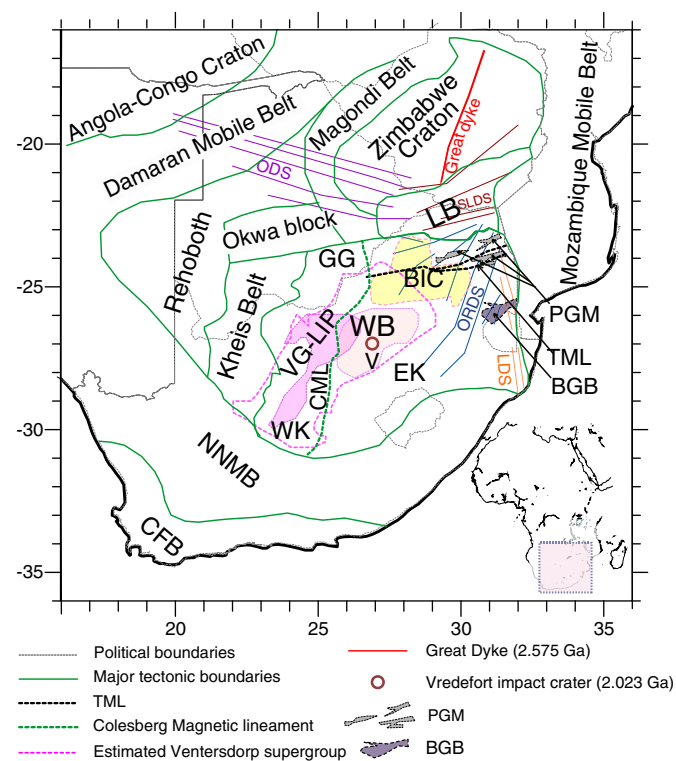 Angola-Congo Craton
Damaran Mobile Belt
Magondi Belt
Zimbabwe
Craton
Great dyke
Mozambique Mobile Belt
ODS
LB
SLDS
Okwa block
Rehoboth
GG
BIC
Kheis Belt
VG-LIP
WB
V
ORDS
PGM
TML
BGB
EK
CML
LDS
WK
NNMB
CFB
-20
-25
-30
-35
20
25
30
35
Political boundaries
Major tectonic boundaries
TML
Colesberg Magnetic lineament
Estimated Ventersdorp supergroup
Great Dyke (2.575 Ga)
Vredefort impact crater (2.023 Ga)
PGM
BGB